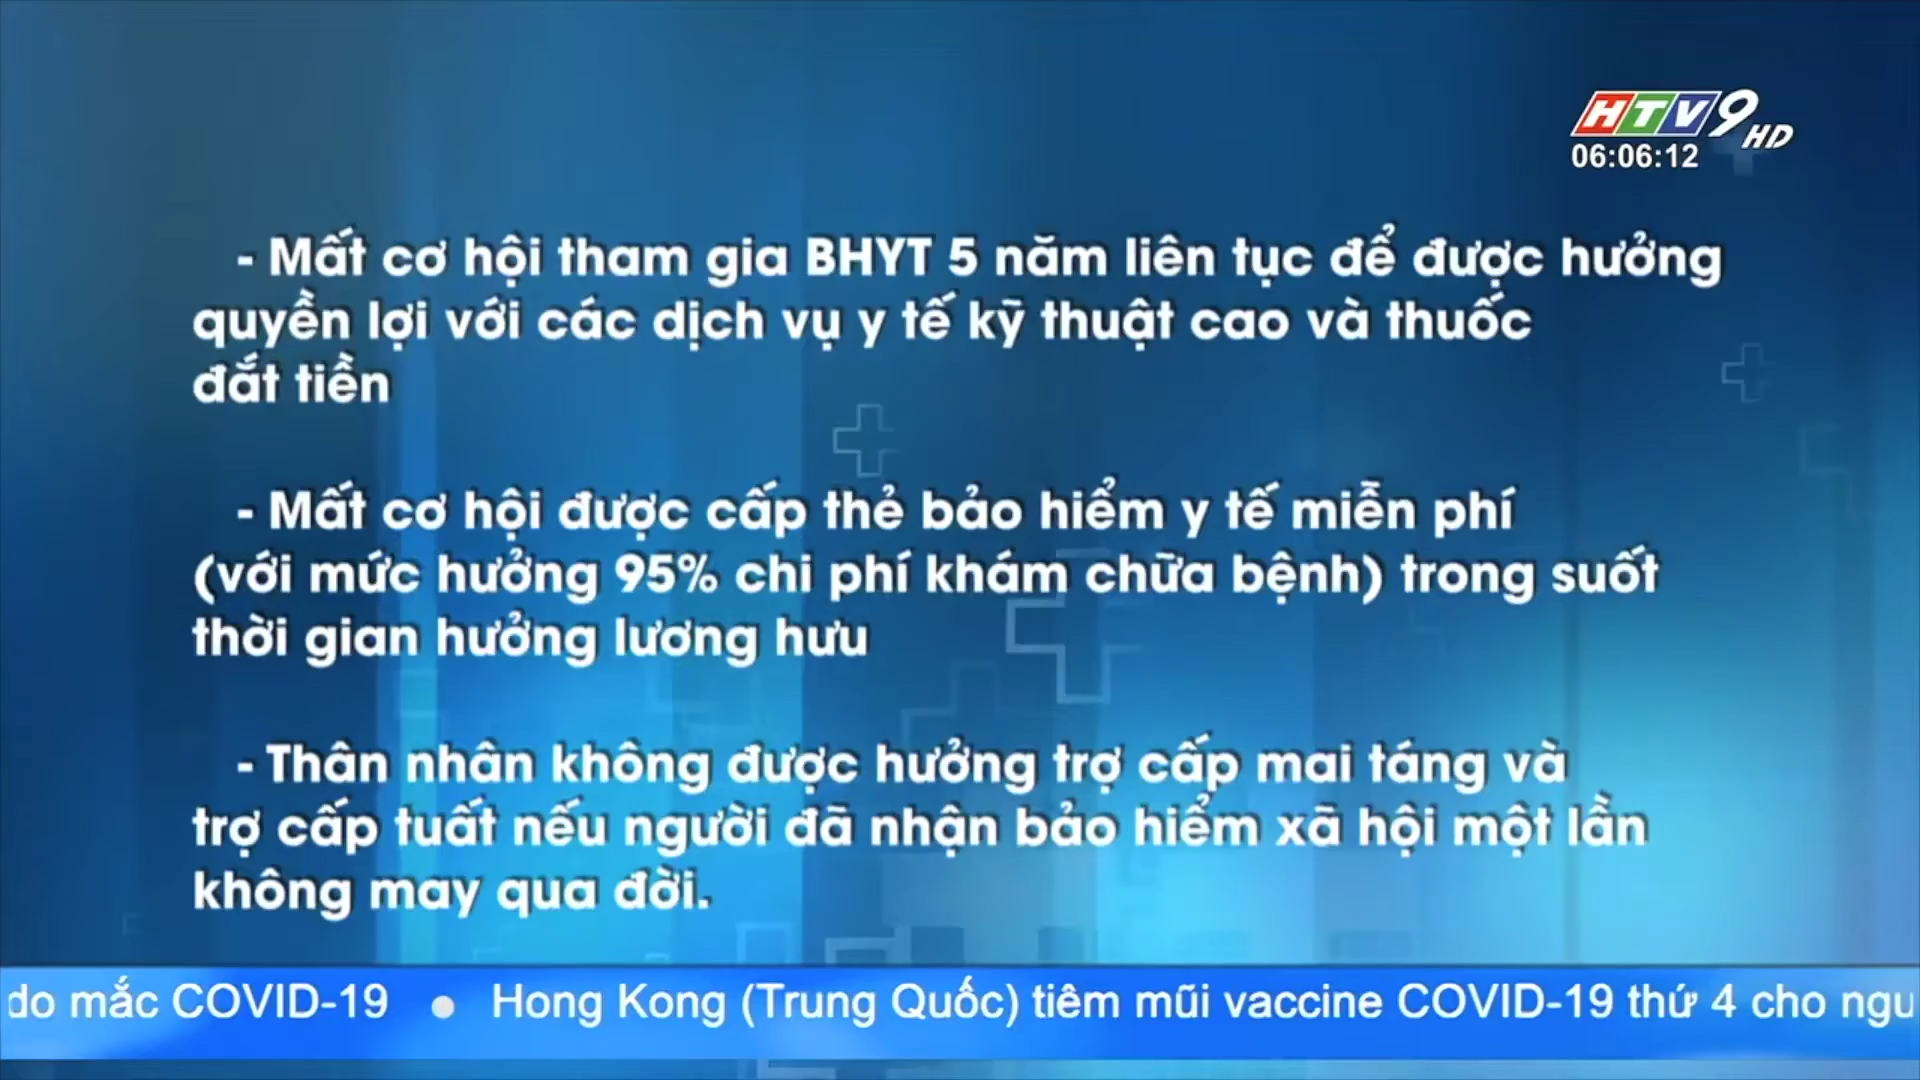 HTV9 HD
06:06:12
- Mất cơ hội tham gia BHYT 5 năm liên tục để được hưởng
quyền lợi với các dịch vụ y tế kỹ thuật cao và thuốc
đắt tiền
- Mất cơ hội được cấp thẻ bảo hiểm y tế miễn phí
(với mức hưởng 95% chi phí khám chữa bệnh) trong suốt
thời gian hưởng lương hưu
- Thân nhân không được hưởng trợ cấp mai táng và
trợ cấp tuất nếu người đã nhận bảo hiểm xã hội một lần
không may qua đời.
do mắc COVID-19 ● Hong Kong (Trung Quốc) tiêm mũi vaccine COVID-19 thứ 4 cho